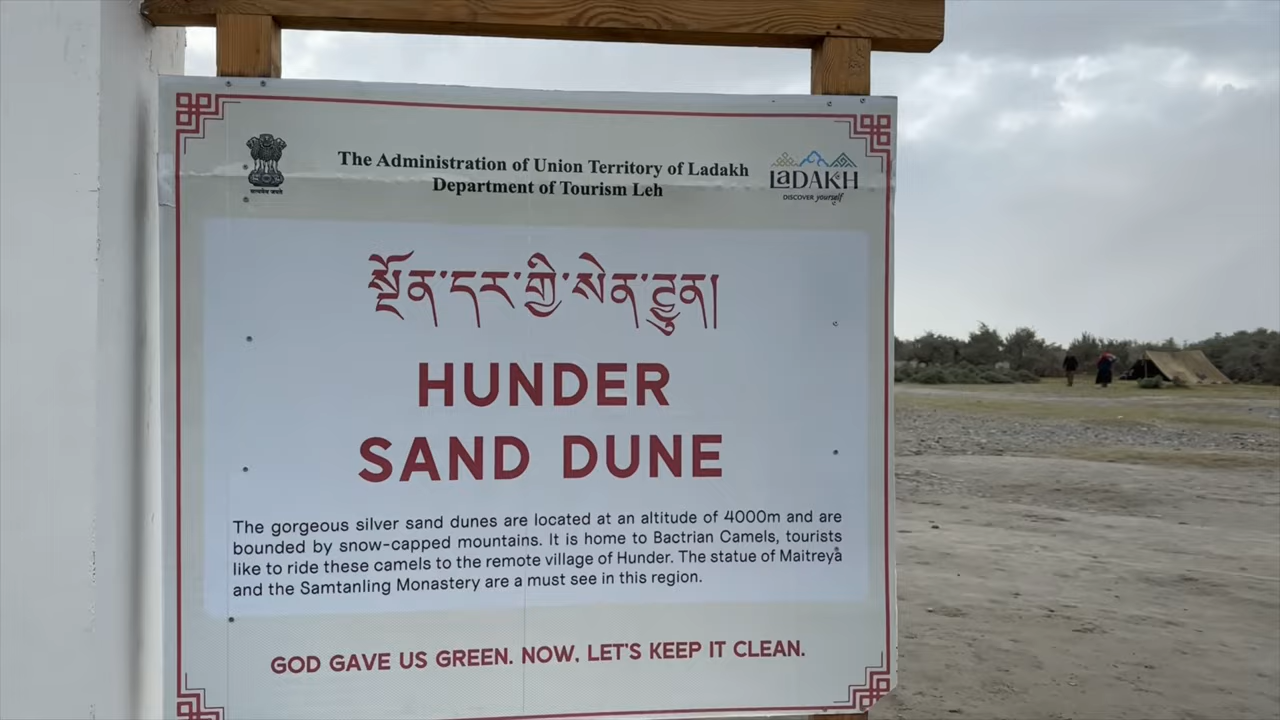 The Administration of Union Territory of Ladakh
Department of Tourism Leh
सत्यमेव जयते
LaDAKH
DISCOVER yourself
སྔོན་དར་གྱི་སེན་ཊཱུན།
HUNDER
SAND DUNE
The gorgeous silver sand dunes are located at an altitude of 4000m and are
bounded by snow-capped mountains. It is home to Bactrian Camels, tourists
like to ride these camels to the remote village of Hunder. The statue of Maitreya
and the Samtanling Monastery are a must see in this region.
GOD GAVE US GREEN. NOW, LET'S KEEP IT CLEAN.